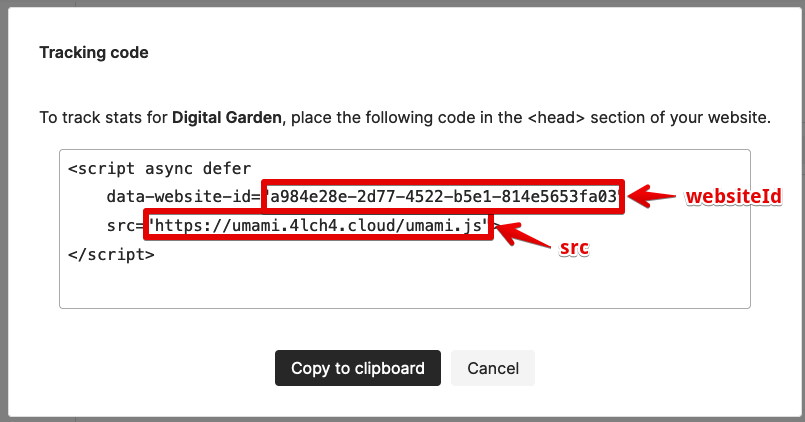 Tracking code
To track stats for Digital Garden, place the following code in the <head> section of your website.
<script async defer
data-website-id="a984e28e-2d77-4522-b5e1-814e5653fa03"
websiteId
src="https://umami.4lch4.cloud/umami.js">
src
</script>
Copy to clipboard
Cancel